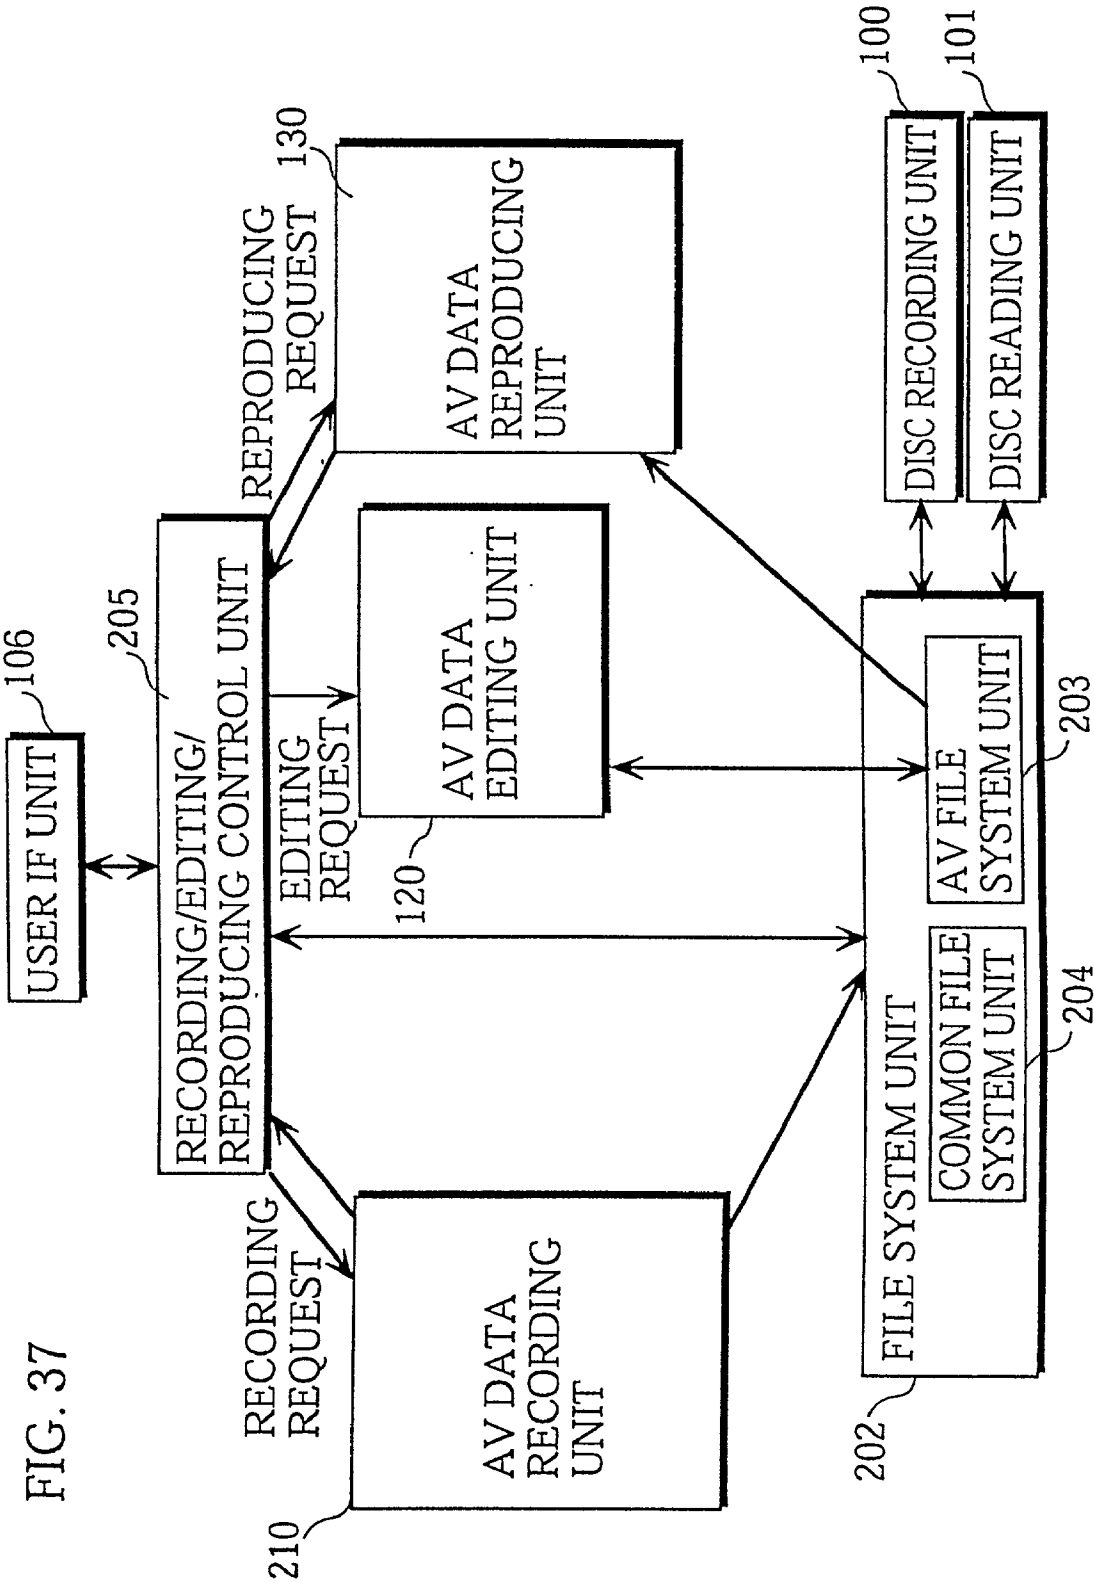 FIG. 37
USER IF UNIT
106
RECORDING/EDITING/
REPRODUCING CONTROL UNIT
205
RECORDING
REQUEST
EDITING
REQUEST
REPRODUCING
REQUEST
210
AV DATA
RECORDING
UNIT
120
AV DATA
EDITING UNIT
130
AV DATA
REPRODUCING
UNIT
202
FILE SYSTEM UNIT
COMMON FILE
SYSTEM UNIT
204
AV FILE
SYSTEM UNIT
203
DISC RECORDING UNIT
100
DISC READING UNIT
101